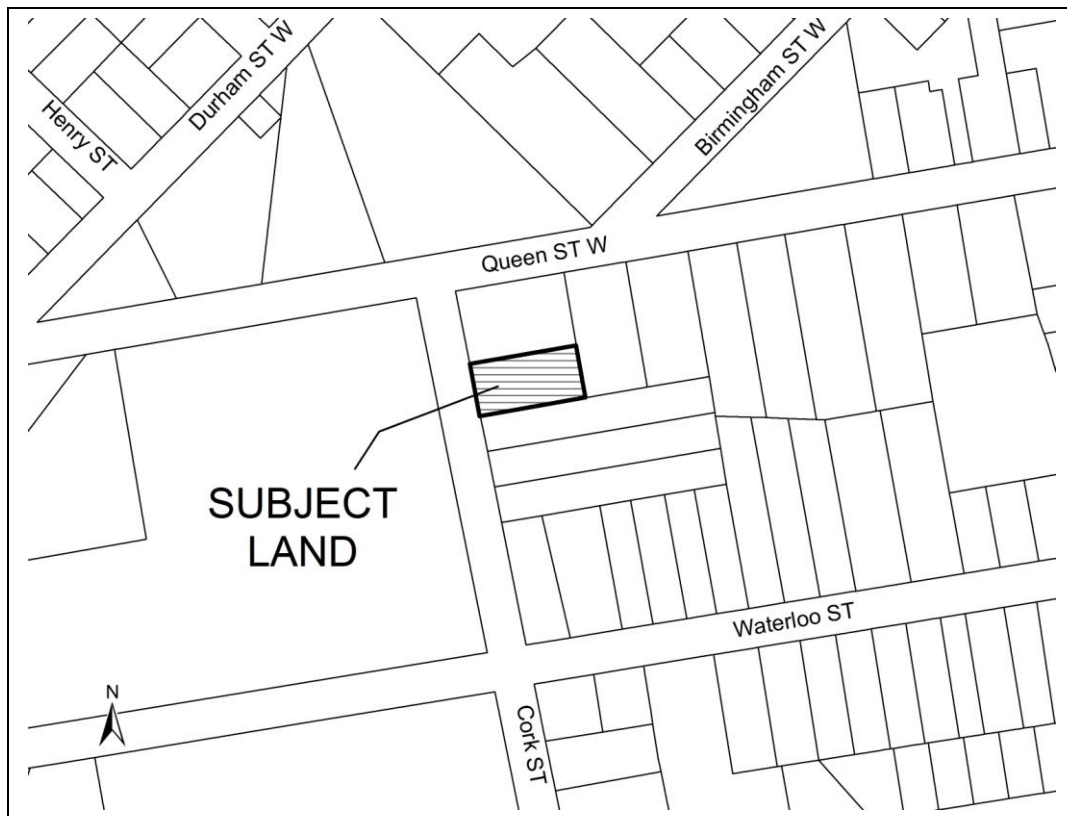 Durham ST W
Birmingham ST W
Henry ST
Queen ST W
SUBJECT
LAND
Waterloo ST
N
Cork ST